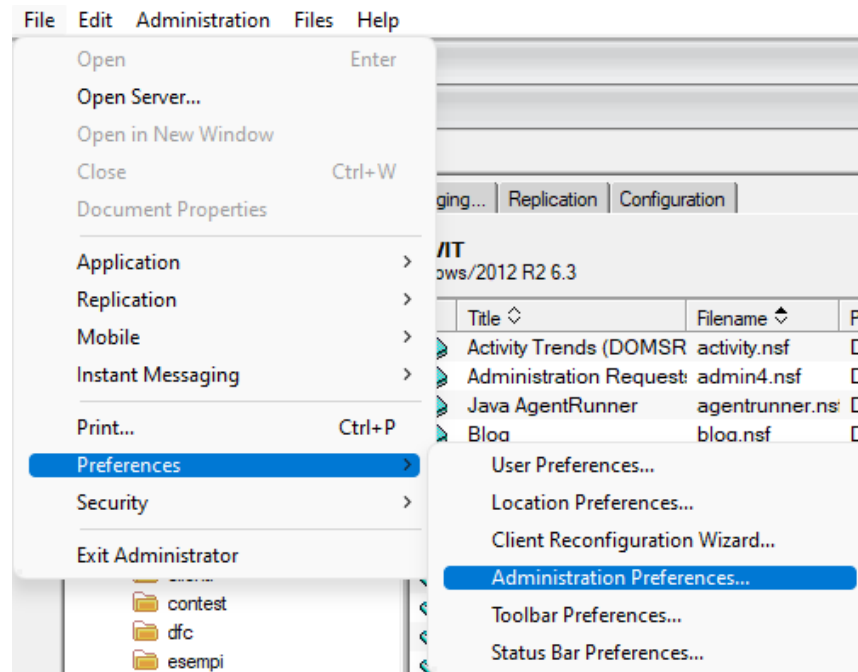 File Edit Administration Files Help
Open Enter
Open Server...
Open in New Window
Close Ctrl+W
Document Properties
Application
Replication
Mobile
Instant Messaging
Print... Ctrl+P
Preferences
Security
Exit Administrator
Replication Configuration
2012 R2 6.3
Title Filename
Activity Trends (DOMSR activity.nsf
Administration Requests admin4.nsf
Java AgentRunner agentrunner.ns
Blog blog.nsf
User Preferences...
Location Preferences...
Client Reconfiguration Wizard...
Administration Preferences...
Toolbar Preferences...
Status Bar Preferences...
contest
dfc
esempi